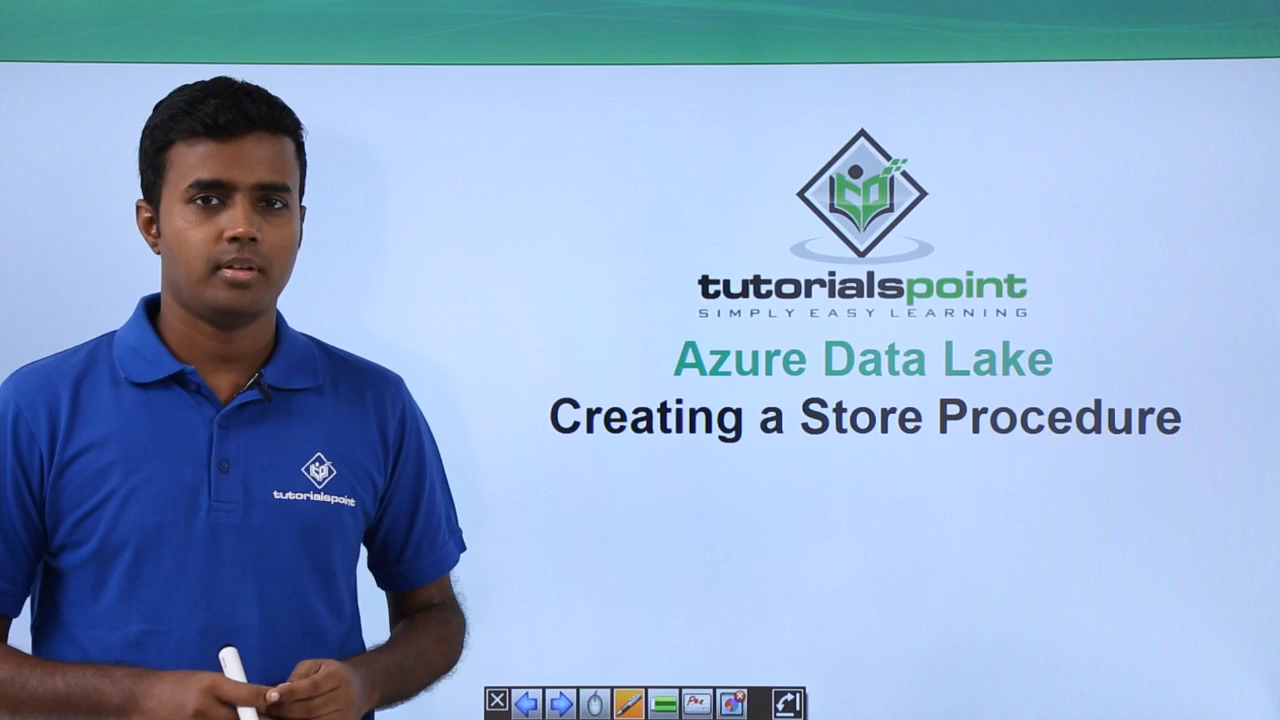 tutorialspoint
SIMPLY EASY LEARNING
Azure Data Lake
Creating a Store Procedure
tutorialspoint